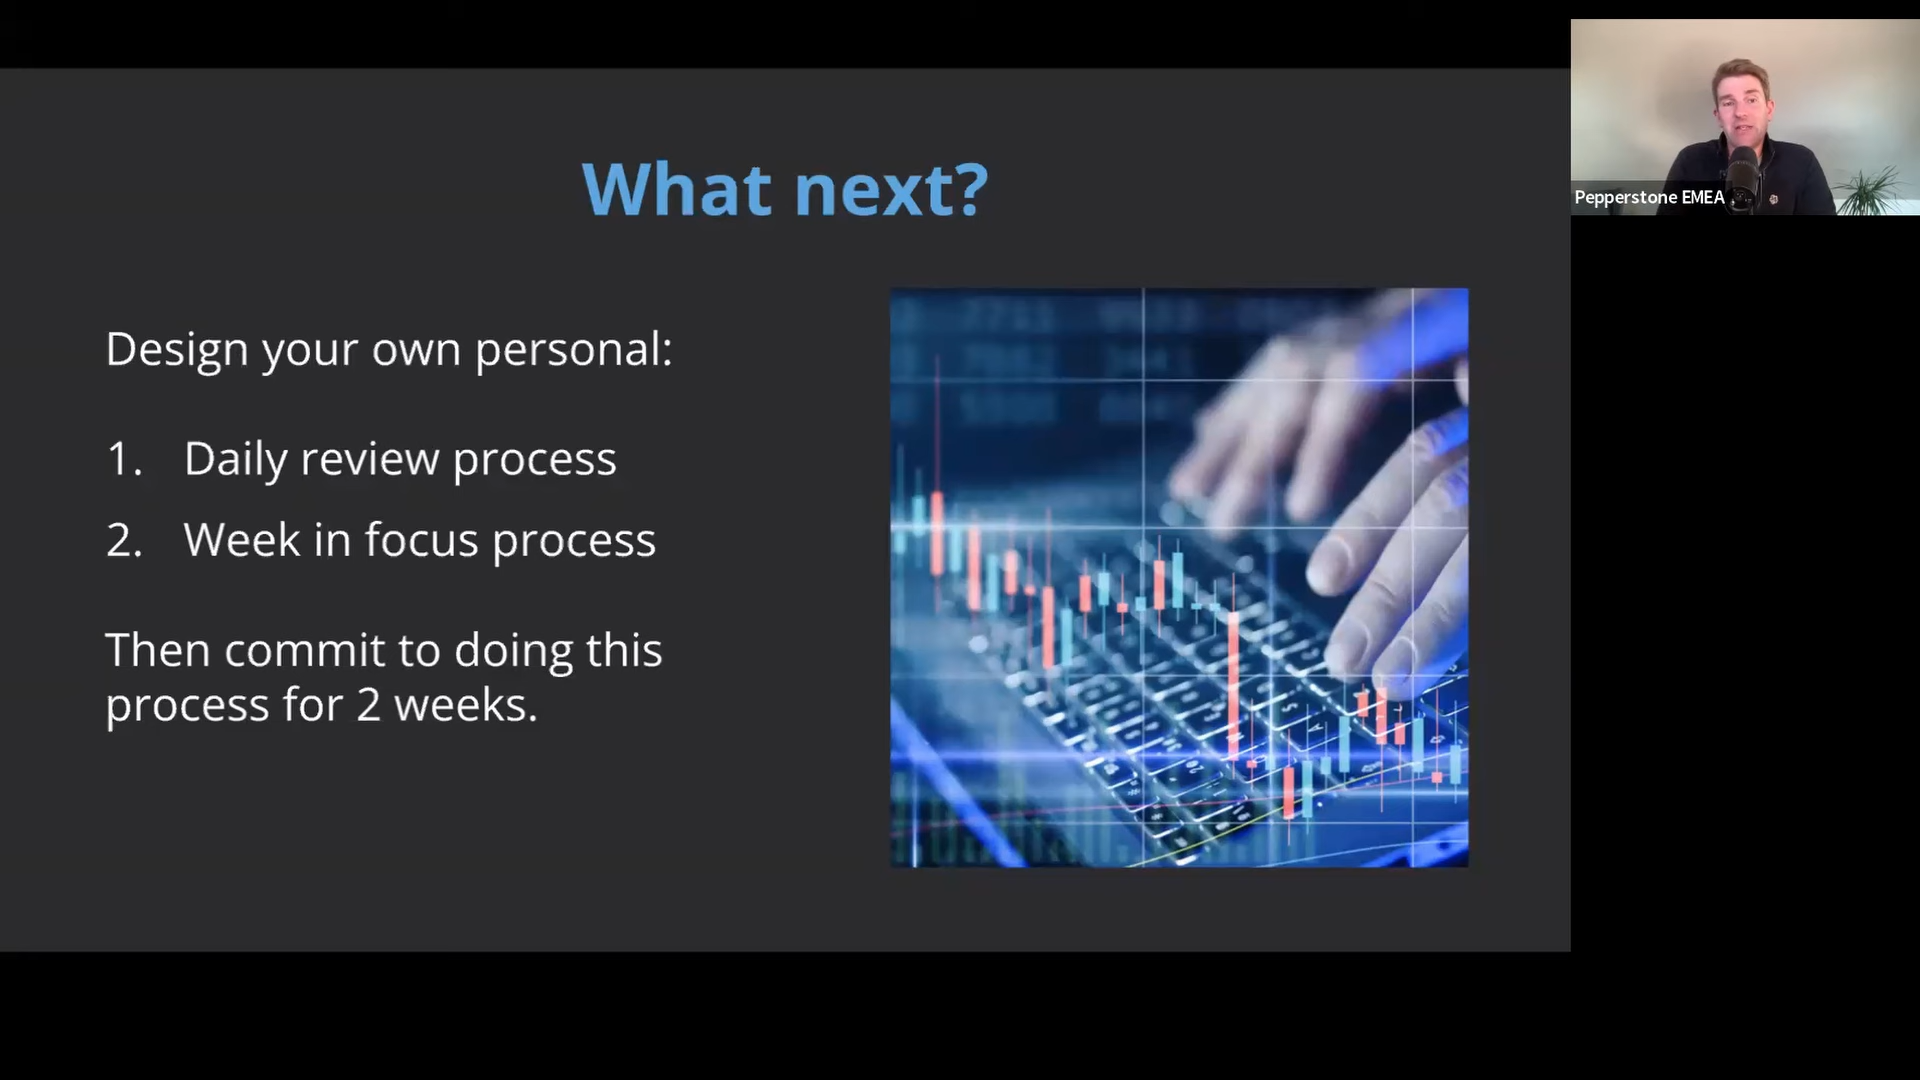 What next?
Design your own personal:
1. Daily review process
2. Week in focus process
Then commit to doing this
process for 2 weeks.
Pepperstone EMEA